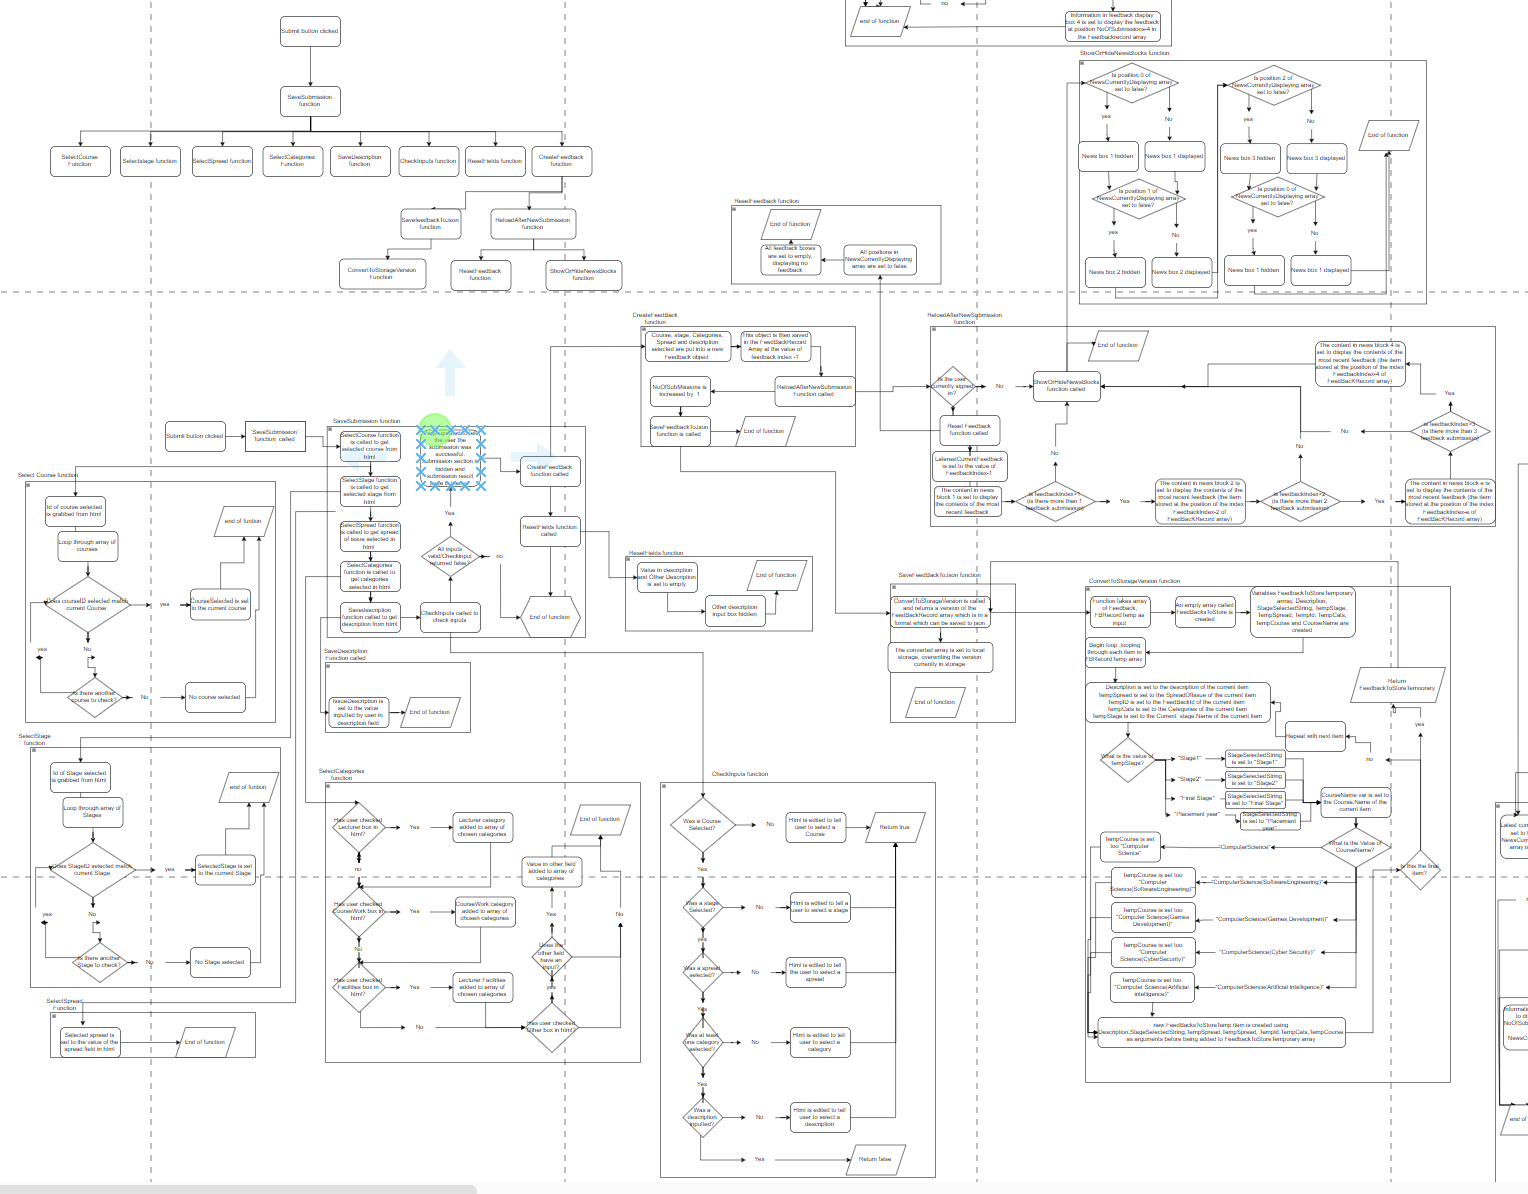 Submit button clicked
SaveSubmission
function
SelectCourse
Function
Selectstage function
SelectSpread function
SelectCategories
Function
SaveDescription
function
CheckInputs function
ResetFields function
CreateFeedback
function
SavefeedbackToJson
function
ReloadAfterNewSubmission
Function
ConvertToStorageVersion
Function
ResetFeedback
function
ShowOrHideNewsBlocks
function
no
end of function
Information in feedback display
box 4 is set to display the feedback
at position NoOfSubmissions-4 in
the Feedbackrecord array
ShowOrHideNewsBlocks function
Is position 0 of
NewsCurrentlyDisplaying array
set to false?
yes
No
News box 1 hidden
News box 1 displayed
Is position 1 of
NewsCurrentlyDisplaying array
set to false?
yes
No
News box 2 hidden
News box 2 displayed
Is position 2 of
NewsCurrentlyDisplaying array
set to false?
yes
No
News box 3 hidden
News box 3 displayed
Is position 0 of
NewsCurrentlyDisplaying array
set to false?
yes
No
News box 1 hidden
News box 1 displayed
End of function
ResetFeedback function
End of function
All feedback boxes
are set to empty,
displaying no
feedback
All positions in
NewsCurrentlyDisplaying
array are set to false
CreateFeedBack
function
Course, stage, Categories,
Spread and description
selected are put into a new
Feedback object
This object is then saved
in the FeedBackRecord
Array at the value of
feedback index -1
NoOfSubMissions is
increased by 1
ReloadAfterNewSubmission
Function called
SaveFeedbackToJson
function is called
End of function
ReloadAfterNewSubmission
function
Is the user
currently signed
in?
No
ShowOrHideNewsBlocks
function called
End of function
Reset Feedback
function called
is set to the value of
FeedbackIndex-1
The content in news
block 1 is set to display
the contents of the
most recent feedback
is feedbackIndex>1
(is there more than 1
feedback submission)
No
Yes
The content in news block 2 is
set to display the contents of the
most recent feedback (the item
stored at the position of the index
FeedbackIndex-2 of
FeedBackRecord array)
is feedbackIndex>2
(is there more than 2
feedback submission)
No
Yes
The content in news block e is
set to display the contents of the
most recent feedback (the item
stored at the position of the index
FeedbackIndex-e of
FeedBackRecord array)
is feedbackIndex>3
(is there more than 3
feedback submission)
No
Yes
The content in news block 4 is
set to display the contents of the
most recent feedback (the item
stored at the position of the index
FeedbackIndex-4 of
FeedBackRecord array)
Submit button clicked
'SaveSubmission'
function called
SaveSubmission function
SelectCourse function
is called to get
selected course from
html
SelectStage function
is called to get
selected stage from
html
SelectSpread function
is called to get spread
of issue selected in
html
SelectCategories
function is called to
get categories
selected in html
Savedescription
function called to get
description from html
the user the
submission was
successful.
submission section is
hidden and
submission result
Yes
All inputs
valid/Checkinput
returned false?
no
CheckInputs called to
check inputs
CreateFeedBack
function called
ResetFields function
called
End of function
Select Course function
Id of course selected
is grabbed from html
Loop through array of
courses
Does courseID selected match
current Course
yes
CourseSelected is set
to the current course
end of funtion
yes
No
Is there another
course to check?
No
No course selected
SelectStage
function
Id of Stage selected
is grabbed from html
Loop through array of
Stages
Does StageID selected match
current Stage
yes
SelectedStage is set
to the current Stage
end of funtion
yes
No
Is there another
Stage to check?
No
No Stage selected
SelectSpread
Function
Selected spread is
set to the value of the
spread field in html
End of function
SaveDescription
Function called
IssueDescription is
set to the value
inputted by user in
description field
End of function
ResetFields function
Value in description
and Other Description
is set to empty
Other description
input box hidden
End of function
SelectCategories
function
Has user checked
Lecturer box in
html?
Yes
Lecturer category
added to array of
chosen categories
no
Has user checked
CourseWork box in
html?
Yes
CourseWork category
added to array of
chosen categories
No
Has user checked
Facilities box in
html?
Yes
Lecturer Facilities
added to array of
chosen categories
No
Has user checked
Other box in html?
yes
Does the
other field
have an
input?
Yes
No
Value in other field
added to array of
categories
End of function
CheckInputs function
Was a Course
Selected?
No
Html is edited to tell
user to select a
Course
Return true
Yes
Was a stage
Selected?
No
Html is edited to tell a
user to select a stage
yes
Was a spread
selected?
No
Html is edited to tell
the user to select a
spread
Yes
Was at least
one category
selected?
No
Html is edited to tell
user to select a
category
Yes
Was a
description
inputted?
No
Html is edited to tell
user to select a
description
Yes
Return false
SaveFeedBackToJson function
ConvertToStorageVersion is called
and returns a version of the
FeedBackRecord array which is in a
format which can be saved to json
The converted array is set to local
storage, overwriting the version
currently in storage
End of function
ConvertToStorageVersion function
Function takes array
of Feedback,
FBRecordTemp as
input
An empty array called
FeedbackToStore is
created
Variables FeedbackToStoreTemporary
array, Description,
StageSelectedString, TempStage,
TempSpread, TempId, TempCats,
TempCourse and CourseName are
created
Begin loop ,looping
through each item in
FBRecordTemp array
Description is set to the description of the current item
TempSpread is set to SpreadOfIssue of the current item
TempID is set to FeedBackId of the current item
TempCats is set to the Categories of the current item
TempStage is set to the Current_stage.Name of the current item
What is the value of
TempStage?
"Stage1"
StageSelectedString
is set to "Stage1"
"Stage2"
StageSelectedString
is set to "Stage2"
"Final Stage"
StageSelectedString
is set to "Final Stage"
"Placement year"
StageSelectedString
is set to "Placement
year"
Repeat with next item
no
yes
Return
FeedbackToStoreTemporary
CourseName var is set to
the Course.Name of the
current item
What is the Value of
CourseName?
"ComputerScience"
TempCourse is set
too "Computer
Science"
"ComputerScience(SoftwareEngineering)"
TempCourse is set too
"Computer
Science(SoftwareEngineering)"
"ComputerScience(Games Development)"
TempCourse is set too
"Computer Science(Games
Development)"
"ComputerScience(Cyber Security)"
TempCourse is set too
"Computer
Science(CyberSecurity)"
"ComputerScience(Artificial intelligence)"
TempCourse is set too
"Computer Science(Artificial
intelligence)"
Is this the final
item?
new FeedBacksToStoreTemp item is created using
Description,StageSelectedString,TempSpread,TempSpread, TempId,TempCats,TempCourse
as arguments before being added to FeedbackToStoreTemporary array